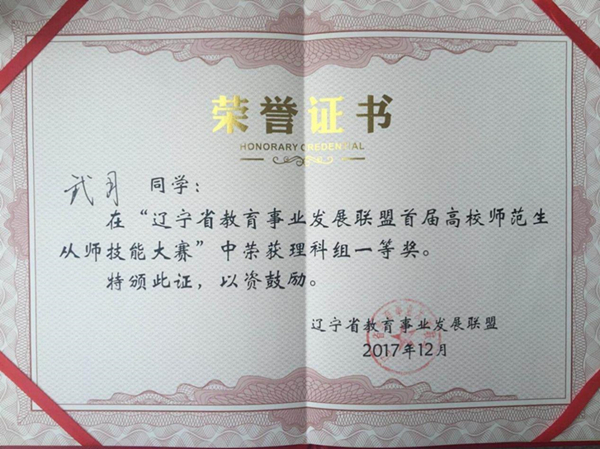 荣誉证书
HONORARY CREDENTIAL
武月 同学:
在“辽宁省教育事业发展联盟首届高校师范生
从师技能大赛”中荣获理科组一等奖。
特颁此证,以资鼓励。
辽宁省教育事业发展联盟
2017年12月